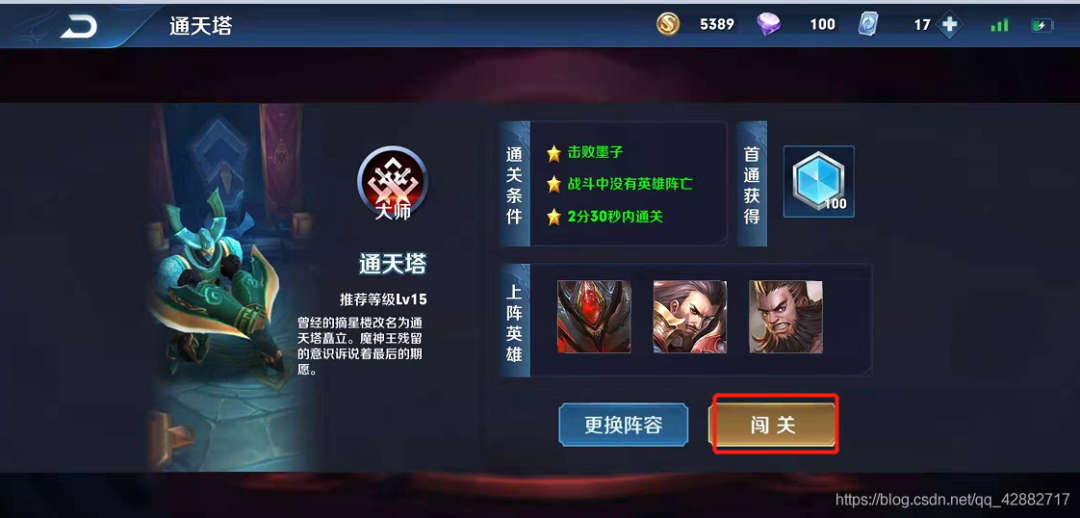 通天塔
5389
100
17
大师
通天塔
推荐等级Lv15
曾经的摘星楼改名为通
天塔矗立。魔神王残留
的意识诉说着最后的期
愿。
通关条件
击败墨子
战斗中没有英雄阵亡
2分30秒内通关
首通获得
100
上阵英雄
更换阵容
闯关
https://blog.csdn.net/qq_42882717